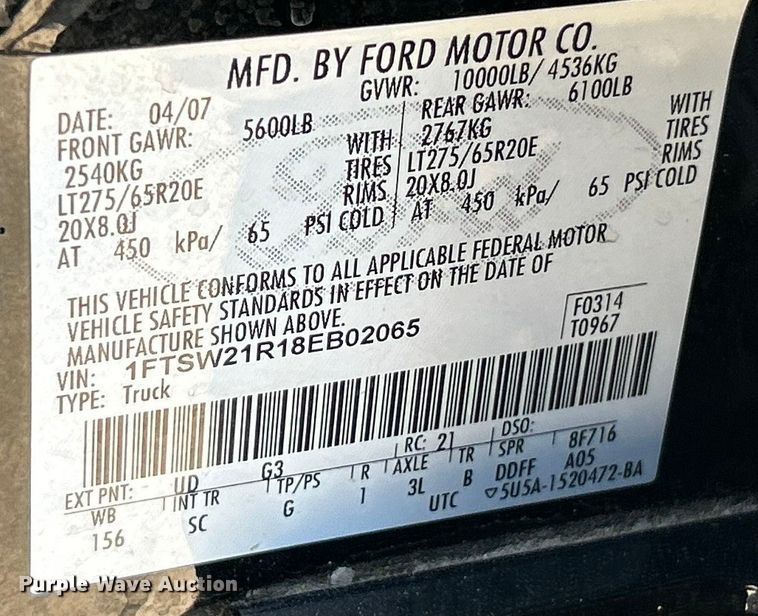 MFD. BY FORD MOTOR CO.
DATE: 04/07 GVWR: 10000LB/ 4536KG
FRONT GAWR: 5600LB REAR GAWR: 6100LB
2540KG WITH 2767KG WITH
LT275/65R20E TIRES LT275/65R20E TIRES
20X8.0J RIMS 20X8.0J RIMS
AT 450 kPa/ 65 PSI COLD AT 450 kPa/ 65 PSI COLD
THIS VEHICLE CONFORMS TO ALL APPLICABLE FEDERAL MOTOR
VEHICLE SAFETY STANDARDS IN EFFECT ON THE DATE OF
MANUFACTURE SHOWN ABOVE.
VIN: 1FTSW21R18EB02065
TYPE: Truck
F0314
T0967
EXT PNT: UD G3 RC: 21 DSO:
WB INT TR TP/PS R AXLE TR SPR 8F716
156 SC G 1 3L B DDFF A05
UTC ▽5U5A-1520472-BA
Purple Wave Auction